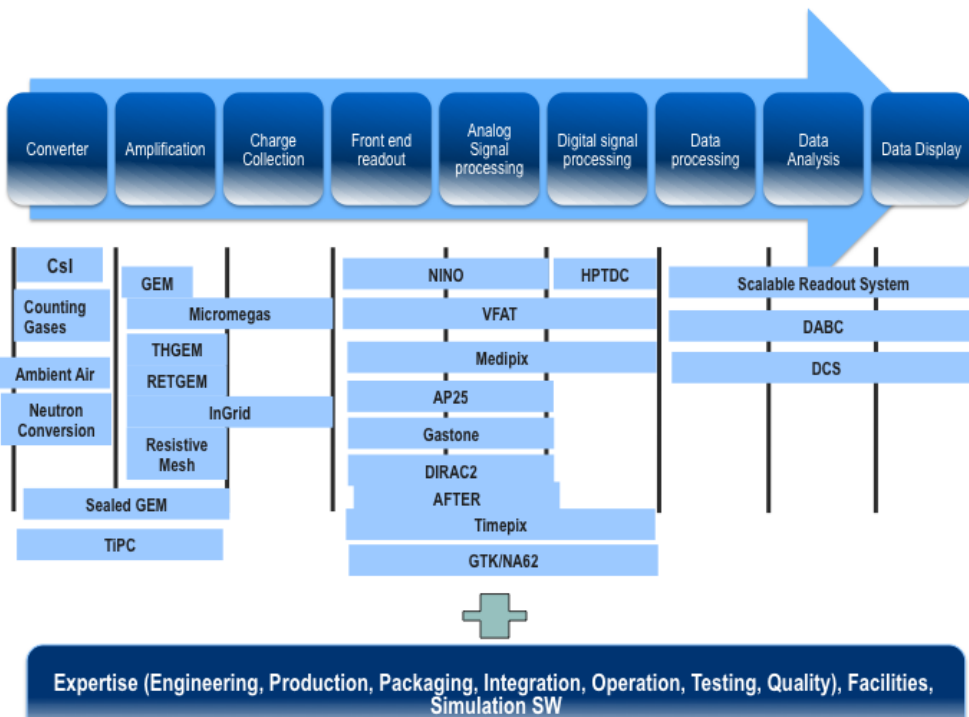 Converter
Amplification
Charge
Collection
Front end
readout
Analog
Signal
processing
Digital signal
processing
Data
processing
Data
Analysis
Data Display
CsI
Counting
Gases
Ambient Air
Neutron
Conversion
Sealed GEM
TiPC
GEM
Micromegas
THGEM
RETGEM
InGrid
Resistive
Mesh
NINO
HPTDC
VFAT
Medipix
AP25
Gastone
DIRAC2
AFTER
Timepix
GTK/NA62
Scalable Readout System
DABC
DCS
Expertise (Engineering, Production, Packaging, Integration, Operation, Testing, Quality), Facilities,
Simulation SW